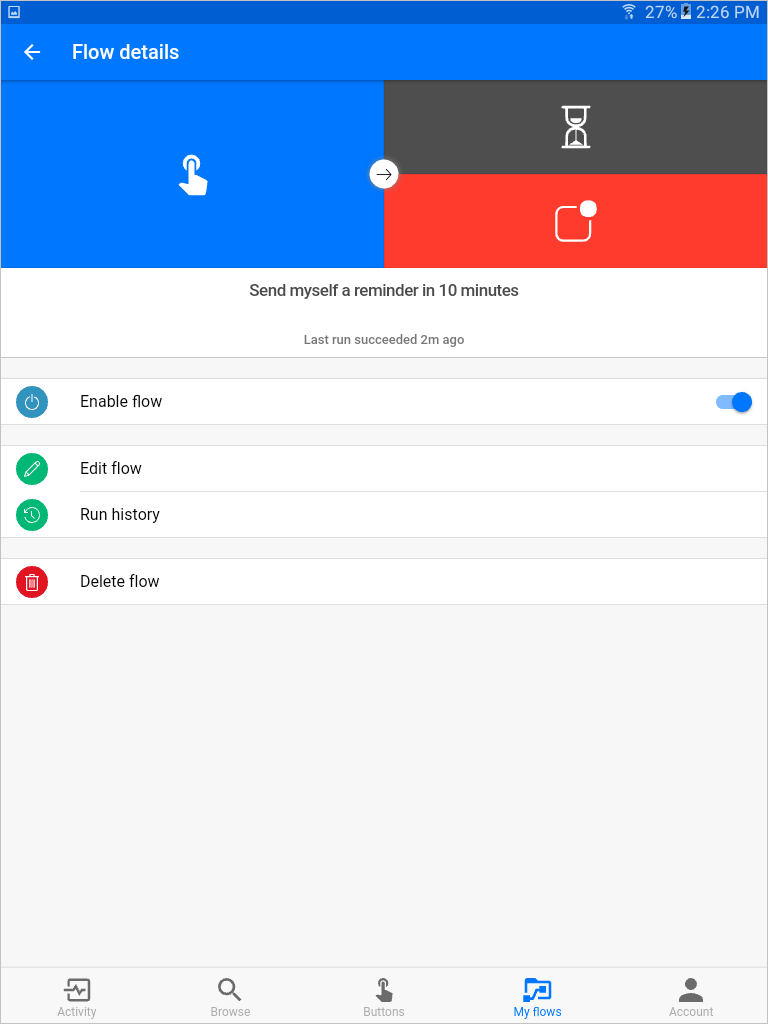 27% 2:26 PM
Flow details
Send myself a reminder in 10 minutes
Last run succeeded 2m ago
Enable flow
Edit flow
Run history
Delete flow
Activity Browse Buttons My flows Account